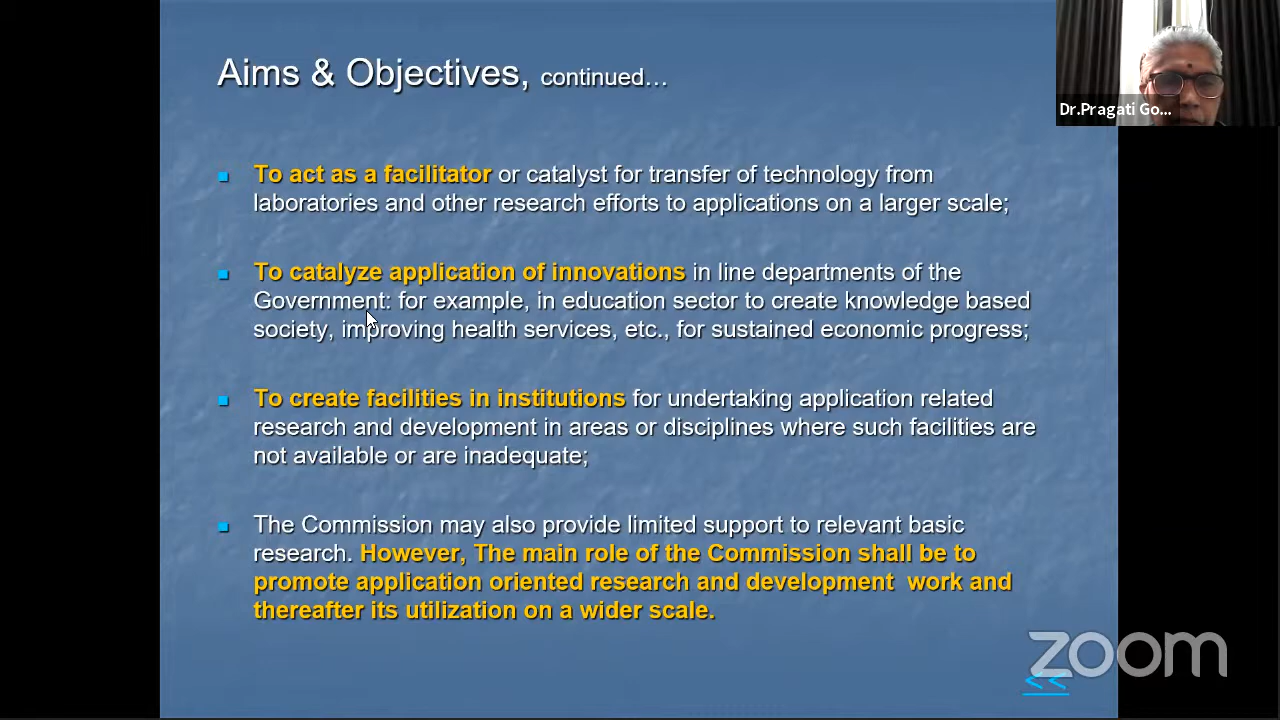 Aims & Objectives, continued…
To act as a facilitator or catalyst for transfer of technology from
laboratories and other research efforts to applications on a larger scale;
To catalyze application of innovations in line departments of the
Government: for example, in education sector to create knowledge based
society, improving health services, etc., for sustained economic progress;
To create facilities in institutions for undertaking application related
research and development in areas or disciplines where such facilities are
not available or are inadequate;
The Commission may also provide limited support to relevant basic
research. However, The main role of the Commission shall be to
promote application oriented research and development work and
thereafter its utilization on a wider scale.
Dr.Pragati Go...
zoom
<<